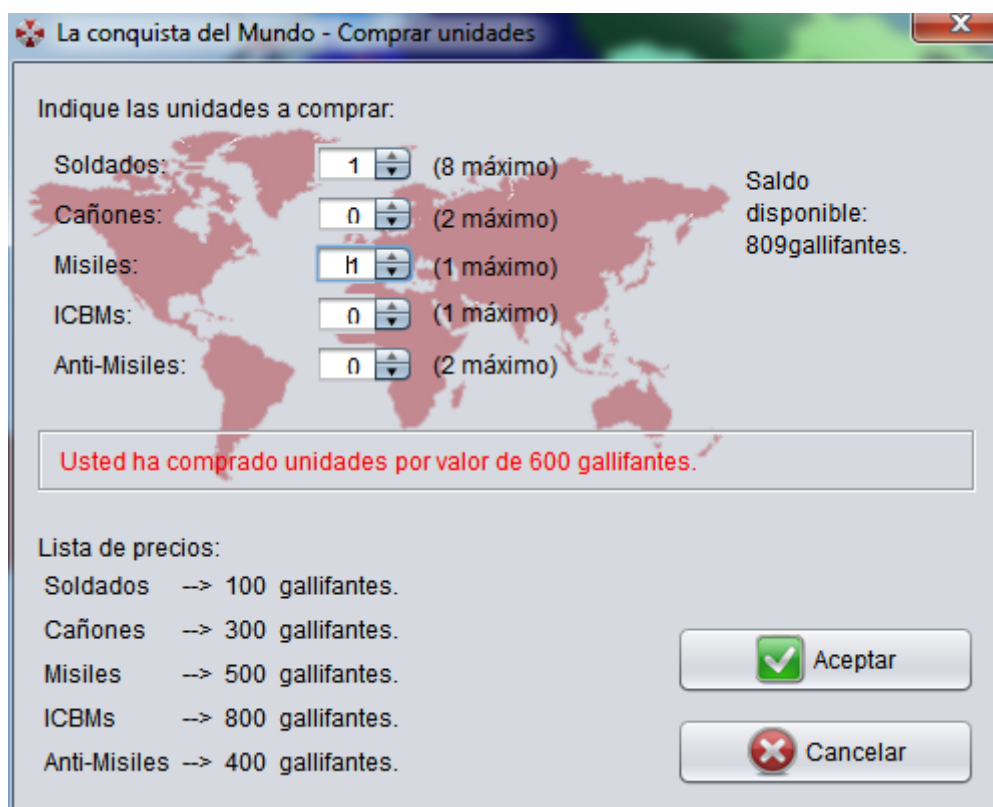 La conquista del Mundo - Comprar unidades
Indique las unidades a comprar:
Soldados: 1 (8 máximo)
Saldo
disponible:
809gallifantes.
Cañones: 0 (2 máximo)
Misiles: 1 (1 máximo)
ICBMs: 0 (1 máximo)
Anti-Misiles: 0 (2 máximo)
Usted ha comprado unidades por valor de 600 gallifantes.
Lista de precios:
Soldados --> 100 gallifantes.
Cañones --> 300 gallifantes.
Misiles --> 500 gallifantes.
ICBMs --> 800 gallifantes.
Anti-Misiles --> 400 gallifantes.
Aceptar
Cancelar